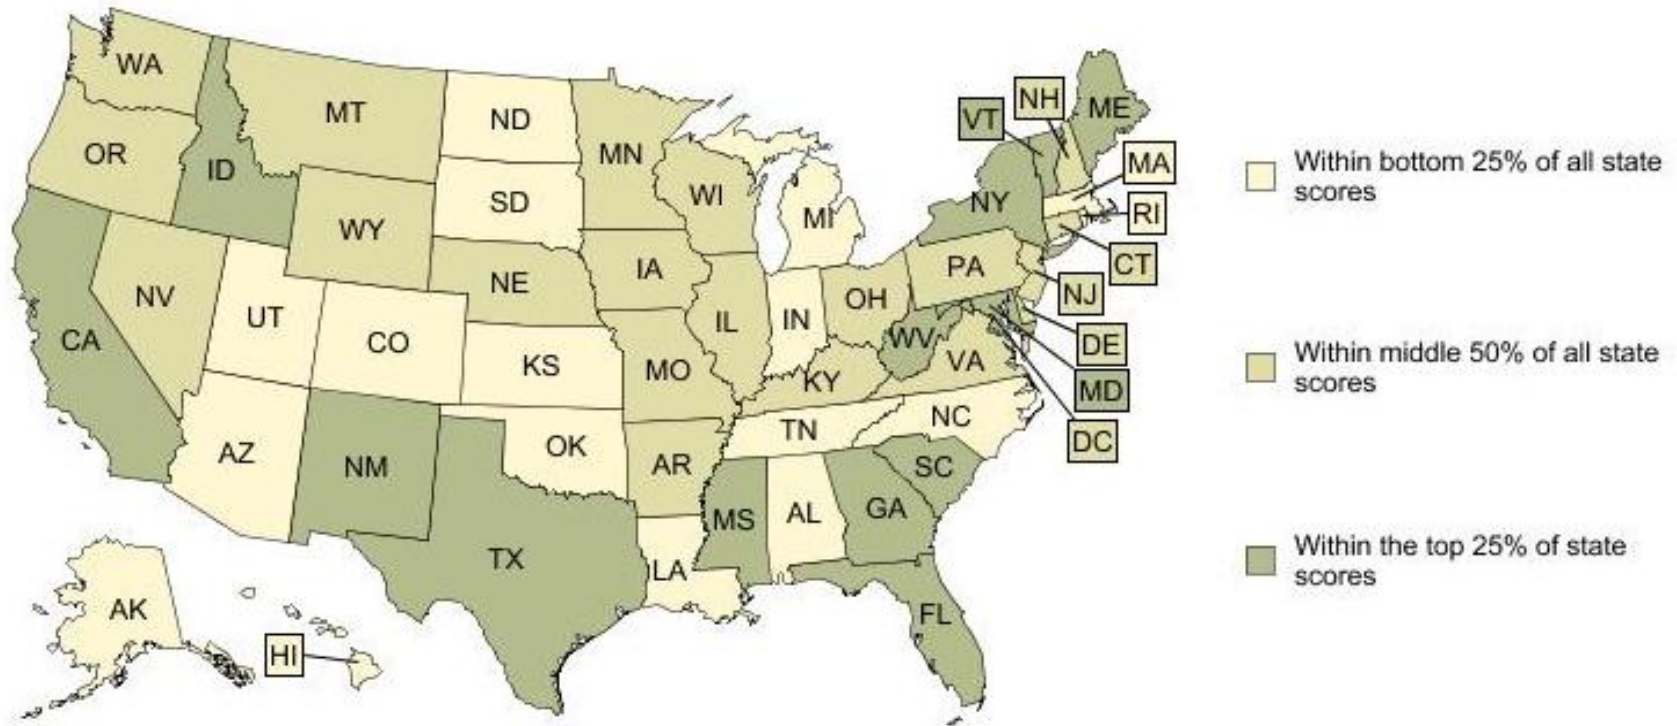 WA
MT
ND
MN
OR
ID
SD
WI
MI
WY
IA
NE
NV
UT
CO
CA
IL
IN
OH
PA
NY
VT
NH
ME
MA
RI
CT
NJ
DE
MD
DC
WV
VA
KS
MO
KY
NC
TN
AZ
NM
OK
AR
SC
MS
AL
GA
TX
LA
FL
AK
HI
Within bottom 25% of all state
scores
Within middle 50% of all state
scores
Within the top 25% of state
scores